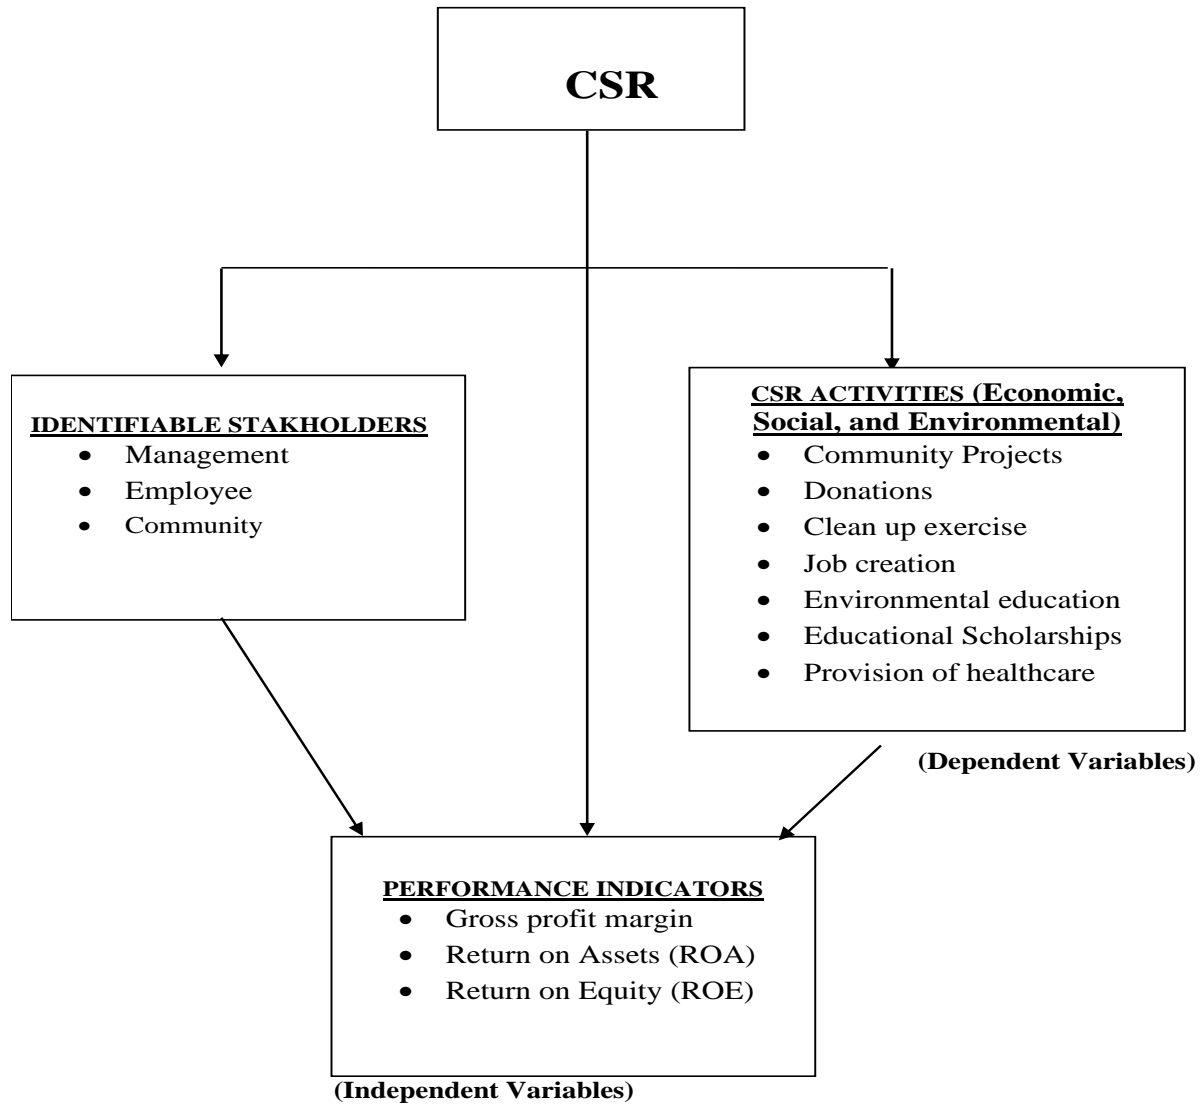 CSR
IDENTIFIABLE STAKHOLDERS
• Management
• Employee
• Community
CSR ACTIVITIES (Economic,
Social, and Environmental)
• Community Projects
• Donations
• Clean up exercise
• Job creation
• Environmental education
• Educational Scholarships
• Provision of healthcare
(Dependent Variables)
PERFORMANCE INDICATORS
• Gross profit margin
• Return on Assets (ROA)
• Return on Equity (ROE)
(Independent Variables)